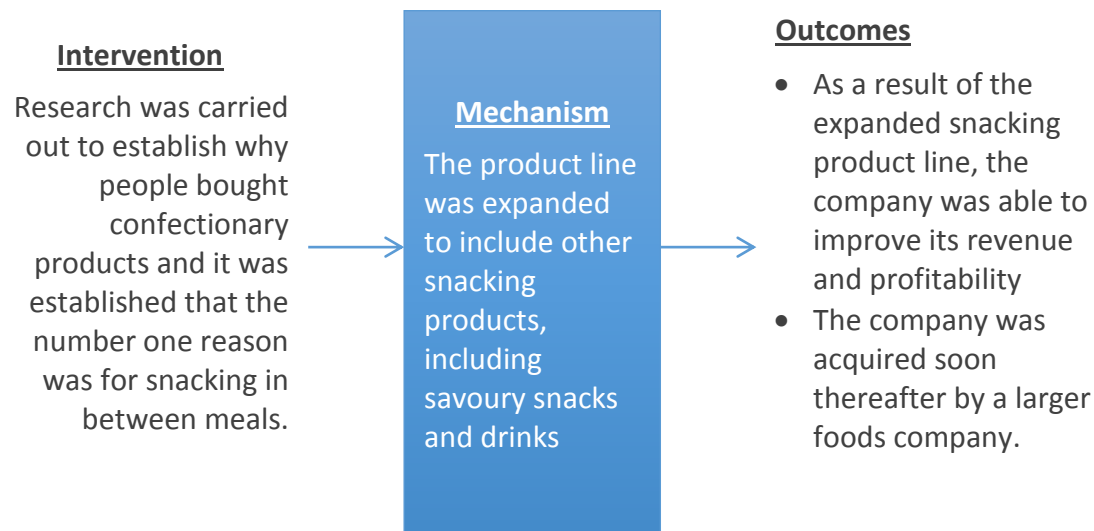 Intervention
Research was carried
out to establish why
people bought
confectionary
products and it was
established that the
number one reason
was for snacking in
between meals.
Mechanism
The product line
was expanded
to include other
snacking
products,
including
savoury snacks
and drinks
Outcomes
• As a result of the
expanded snacking
product line, the
company was able to
improve its revenue
and profitability
• The company was
acquired soon
thereafter by a larger
foods company.